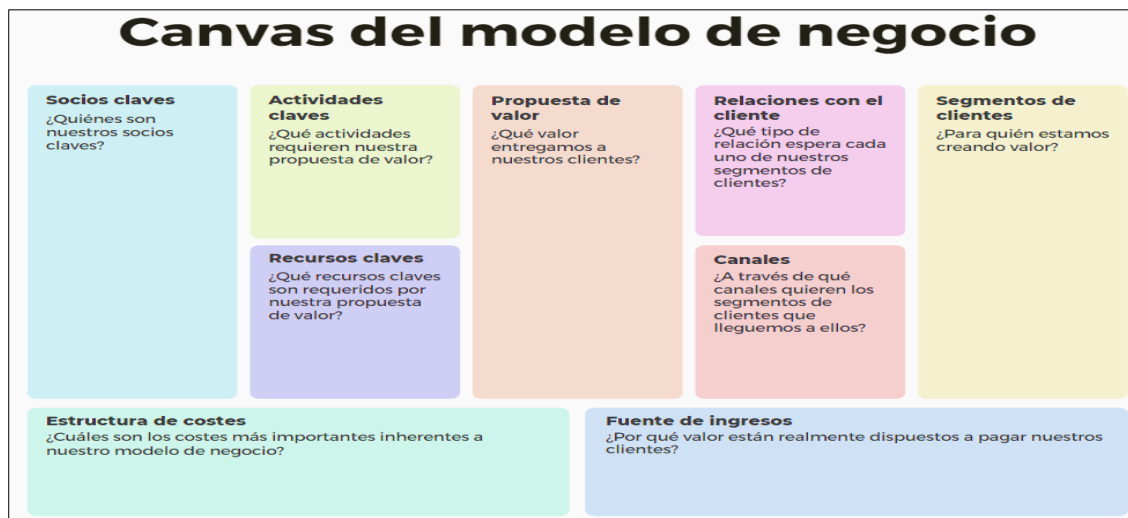 Canvas del modelo de negocio
Socios claves
¿Quiénes son
nuestros socios
claves?
Actividades
claves
¿Qué actividades
requieren nuestra
propuesta de valor?
Recursos claves
¿Qué recursos claves
son requeridos por
nuestra propuesta
de valor?
Propuesta de
valor
¿Qué valor
entregamos a
nuestros clientes?
Relaciones con el
cliente
¿Qué tipo de
relación espera cada
uno de nuestros
segmentos de
clientes?
Canales
¿A través de qué
canales quieren los
segmentos de
clientes que
lleguemos a ellos?
Segmentos de
clientes
¿Para quién estamos
creando valor?
Estructura de costes
¿Cuáles son los costes más importantes inherentes a
nuestro modelo de negocio?
Fuente de ingresos
¿Por qué valor están realmente dispuestos a pagar nuestros
clientes?